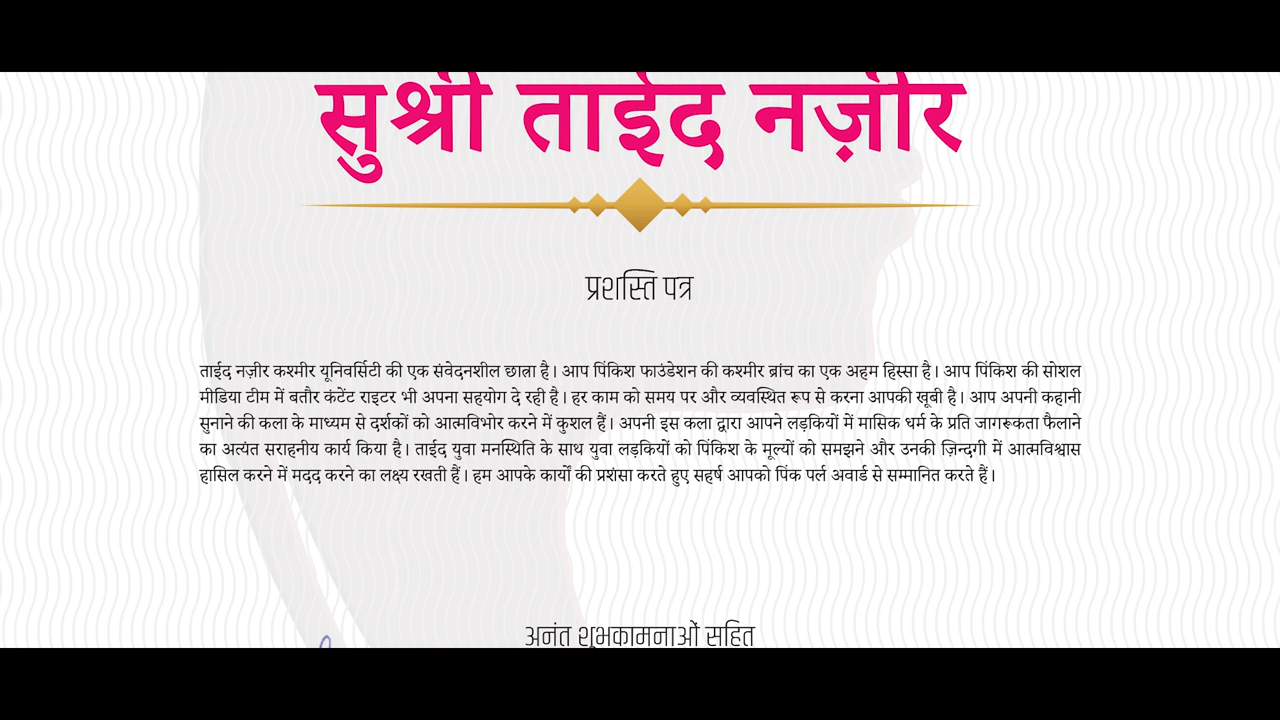 सुश्री ताईद नज़ीर
प्रशस्ति पत्र
ताईद नज़ीर कश्मीर यूनिवर्सिटी की एक संवेदनशील छात्रा है। आप पिंकिश फाउंडेशन की कश्मीर ब्रांच का एक अहम हिस्सा है। आप पिंकिश की सोशल
मीडिया टीम में बतौर कंटेंट राइटर भी अपना सहयोग दे रही है। हर काम को समय पर और व्यवस्थित रूप से करना आपकी खूबी है। आप अपनी कहानी
सुनाने की कला के माध्यम से दर्शकों को आत्मविभोर करने में कुशल हैं। अपनी इस कला द्वारा आपने लड़कियों में मासिक धर्म के प्रति जागरूकता फैलाने
का अत्यंत सराहनीय कार्य किया है। ताईद युवा मनस्थिति के साथ युवा लड़कियों को पिंकिश के मूल्यों को समझने और उनकी ज़िन्दगी में आत्मविश्वास
हासिल करने में मदद करने का लक्ष्य रखती हैं। हम आपके कार्यों की प्रशंसा करते हुए सहर्ष आपको पिंक पर्ल अवार्ड से सम्मानित करते हैं।
अनंत शुभकामनाओं सहित